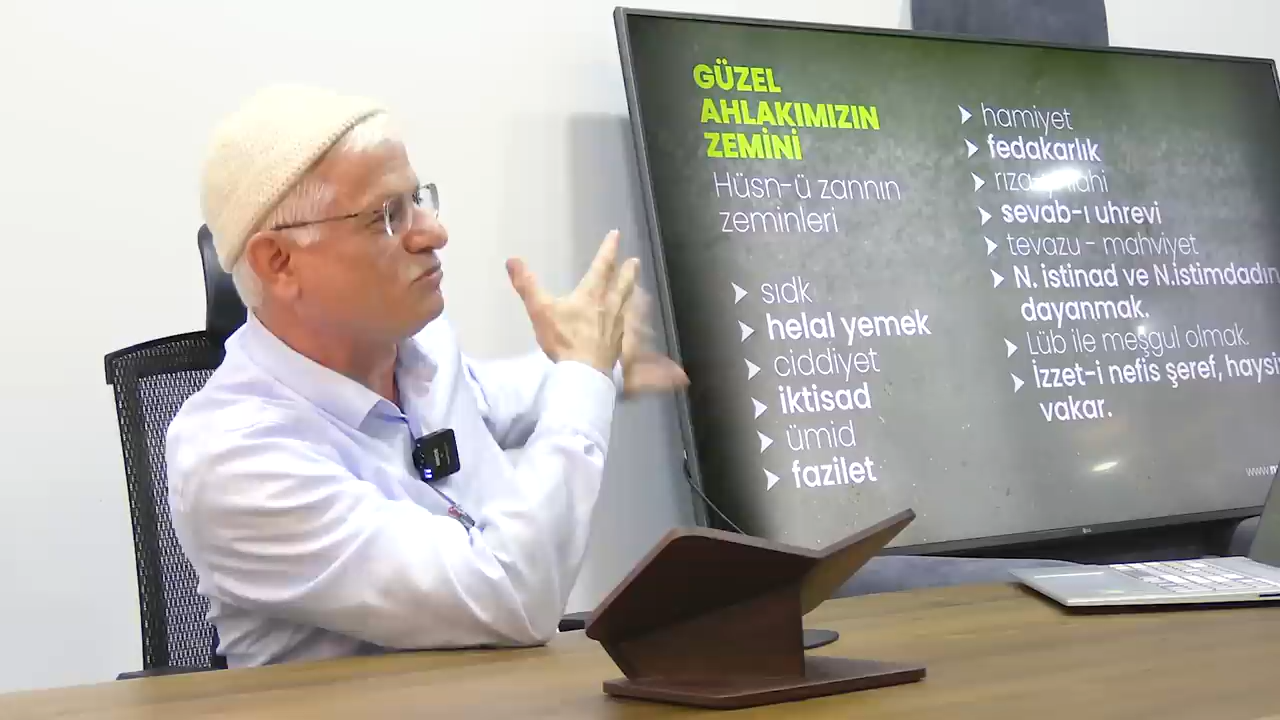 GÜZEL
AHLAKIMIZIN
ZEMİNİ
Hüsn-ü zannın
zeminleri
sıdk
helal yemek
ciddiyet
iktisad
ümid
fazilet
hamiyet
fedakarlık
sevab-ı uhrevi
tevazu - mahviyet
N. istinad ve N.istimdadın
dayanmak.
Lüb ile meşgul olmak.
İzzet-i nefis şeref,
vakar.